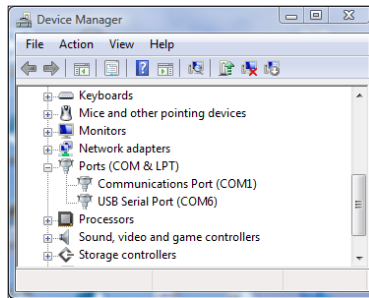 Device Manager
File Action View Help
Keyboards
Mice and other pointing devices
Monitors
Network adapters
Ports (COM & LPT)
Communications Port (COM1)
USB Serial Port (COM6)
Processors
Sound, video and game controllers
Storage controllers